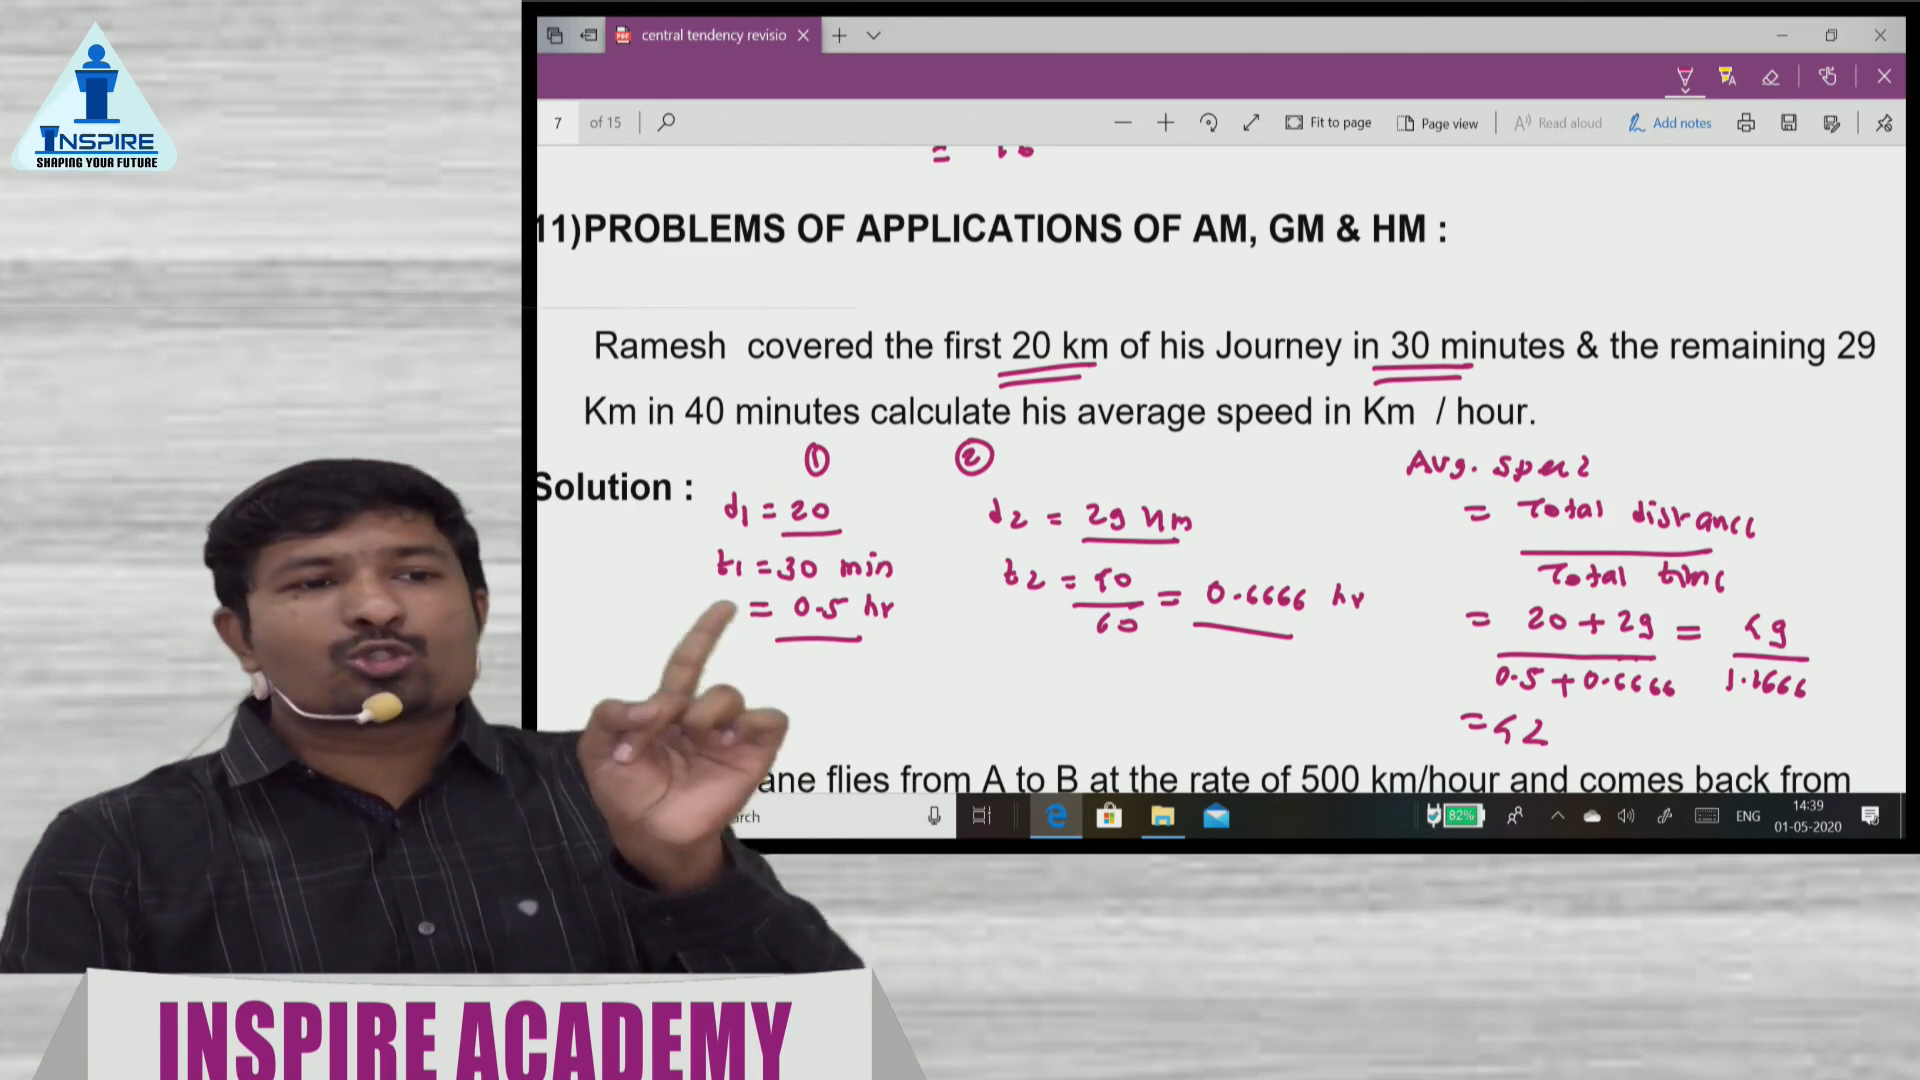 INSPIRE
SHAPING YOUR FUTURE
central tendency revisio
7 of 15
Fit to page
Page view
Read aloud
Add notes
11)PROBLEMS OF APPLICATIONS OF AM, GM & HM :
Ramesh covered the first 20 km of his Journey in 30 minutes & the remaining 29
Km in 40 minutes calculate his average speed in Km / hour.
Solution :
① 
d1 = 20
t1 = 30 min
= 0.5 hr
②
d2 = 29 Km
t2 = 40/60 = 0.6666 hr
Avg. speed
= Total distance
Total time
= 20 + 29 / 0.5 + 0.6666 = 49 / 1.1666
= 42
ane flies from A to B at the rate of 500 km/hour and comes back from
arch
82%
ENG
14:39
01-05-2020
INSPIRE ACADEMY